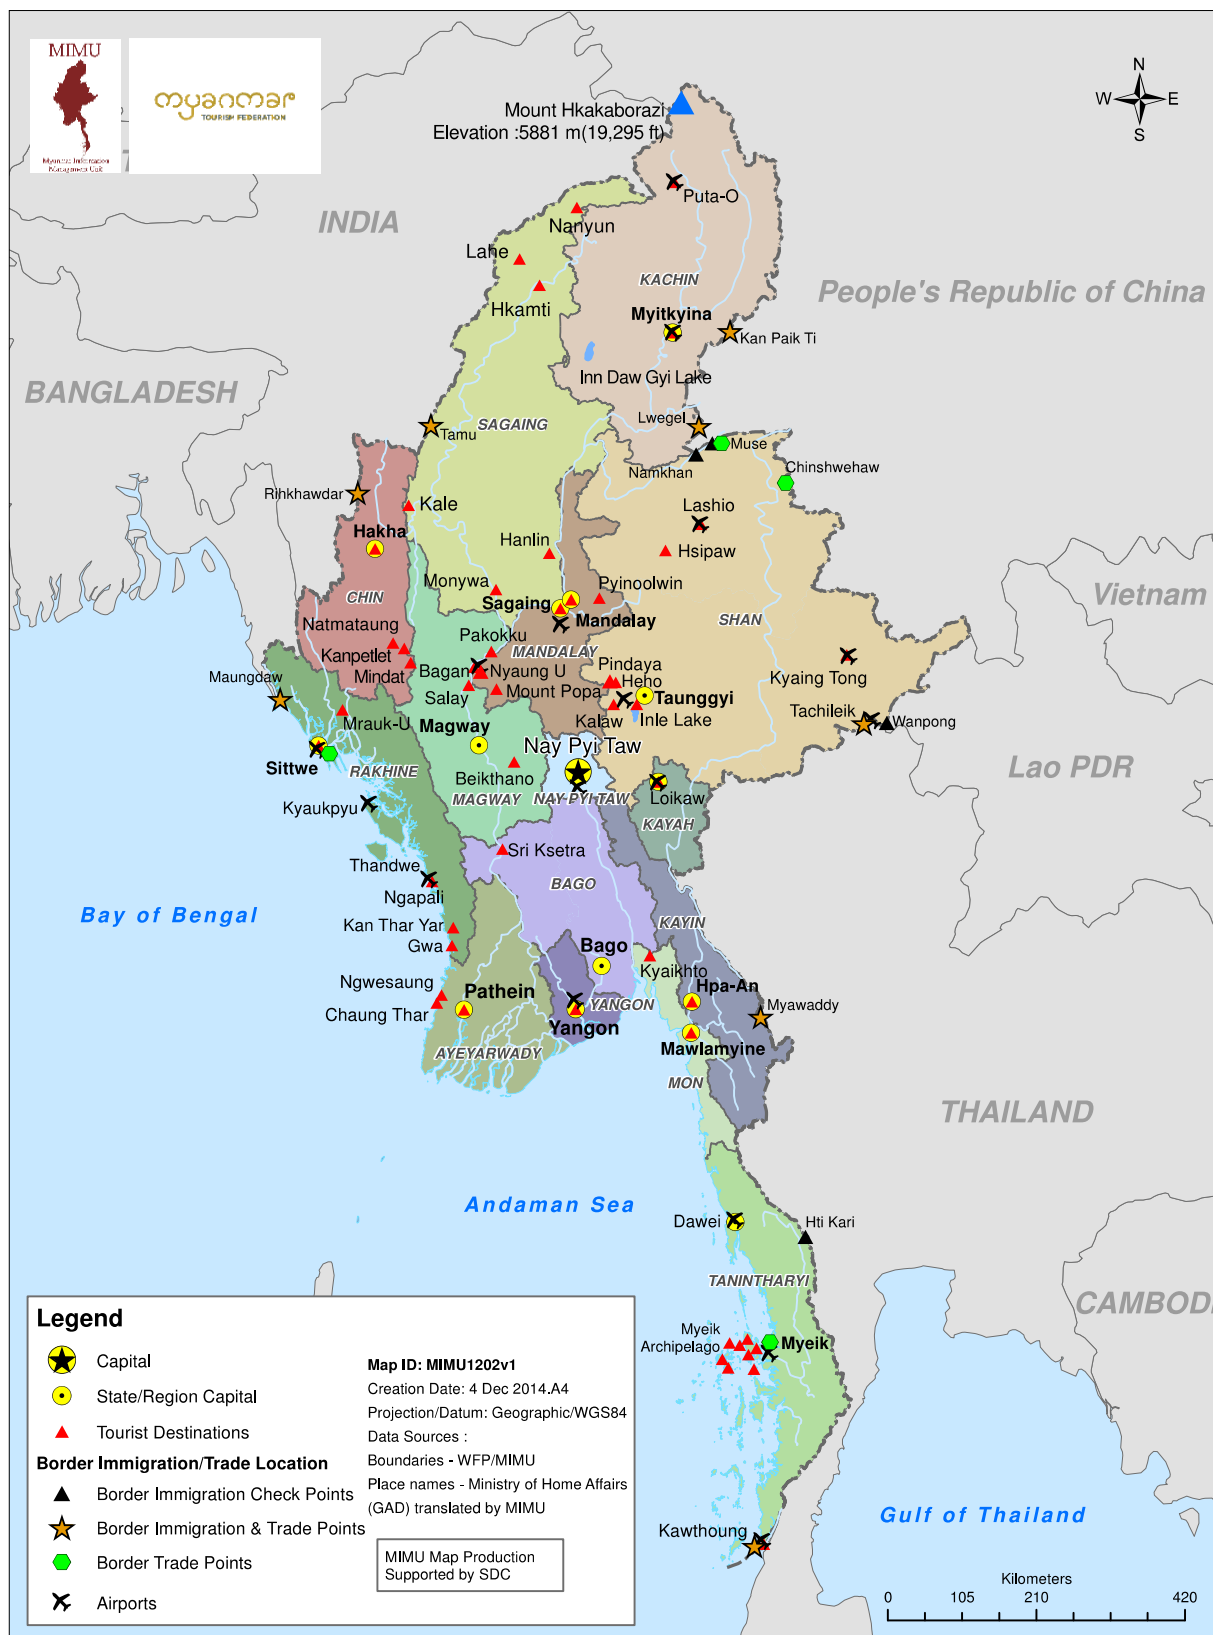 MIMU
Myanmar Information
Management Unit
myanmar
TOURISM FEDERATION
N
W
E
S
Mount Hkakaborazi
Elevation :5881 m(19,295 ft)
Puta-O
INDIA
Nanyun
Lahe
Hkamti
KACHIN
People's Republic of China
Myitkyina
Kan Paik Ti
Inn Daw Gyi Lake
BANGLADESH
SAGAING
Lwegel
Tamu
Muse
Namkhan
Chinshwehaw
Rihkhawdar
Kale
Lashio
Hakha
Hanlin
Hsipaw
Monywa
Pyinoolwin
CHIN
Sagaing
Mandalay
Vietnam
SHAN
Natmataung
Pakokku
MANDALAY
Kanpetlet
Mindat
Bagan
Nyaung U
Pindaya
Heho
Kyaing Tong
Maungdaw
Salay
Mount Popa
Taunggyi
Tachileik
Wanpong
Mrauk-U
Magway
Kalaw
Inle Lake
Nay Pyi Taw
Sittwe
RAKHINE
Beikthano
Lao PDR
Kyaukpyu
MAGWAY
NAY PYI TAW
Loikaw
KAYAH
Sri Ksetra
Thandwe
Ngapali
BAGO
Bay of Bengal
Kan Thar Yar
Gwa
KAYIN
Bago
Kyaikhto
Ngwesaung
Chaung Thar
Pathein
Hpa-An
YANGON
Myawaddy
Yangon
AYEYARWADY
Mawlamyine
MON
THAILAND
Andaman Sea
Dawei
Hti Kari
TANINTHARYI
CAMBODI
Myeik
Archipelago
Myeik
Kawthoung
Gulf of Thailand
Legend
Capital
State/Region Capital
Tourist Destinations
Border Immigration/Trade Location
Border Immigration Check Points
Border Immigration & Trade Points
Border Trade Points
Airports
Map ID: MIMU1202v1
Creation Date: 4 Dec 2014.A4
Projection/Datum: Geographic/WGS84
Data Sources :
Boundaries - WFP/MIMU
Place names - Ministry of Home Affairs
(GAD) translated by MIMU
MIMU Map Production
Supported by SDC
Kilometers
0 105 210 420